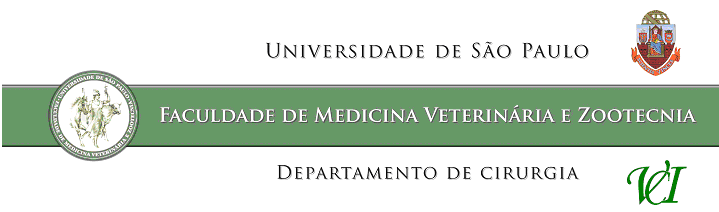 Universidade de São Paulo
Faculdade de Medicina Veterinária e Zootecnia
Departamento de cirurgia
VCI